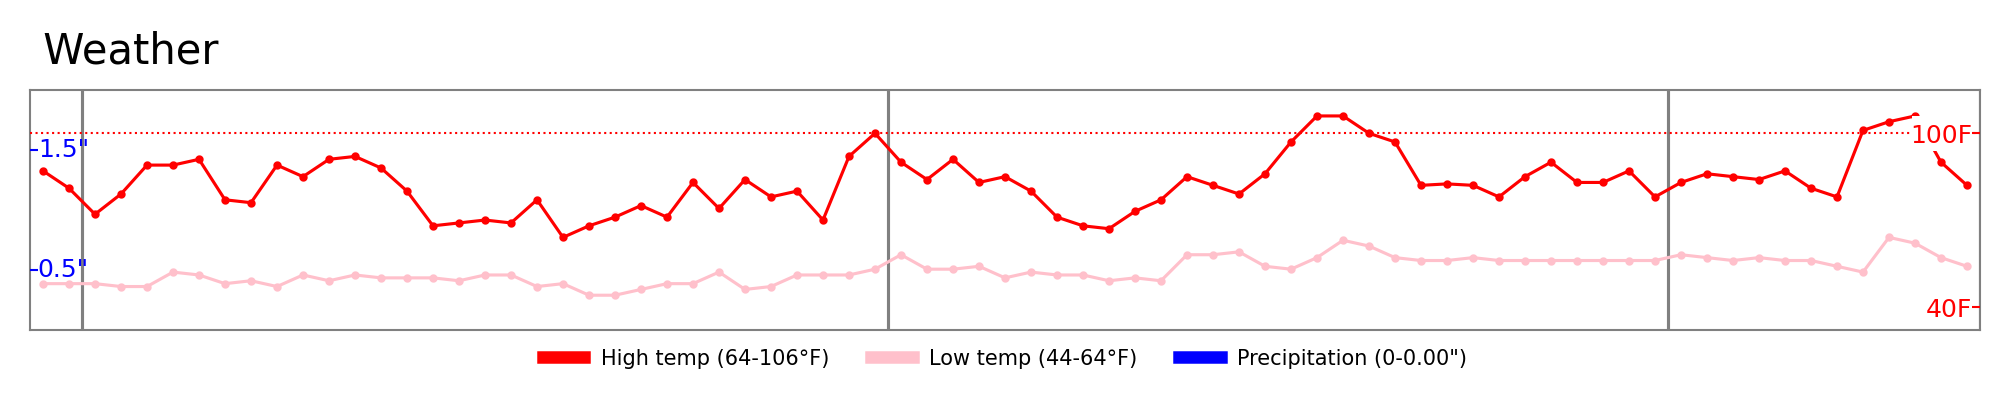 Weather
1.5"
100F
0.5"
40F
High temp (64-106°F) Low temp (44-64°F) Precipitation (0-0.00")